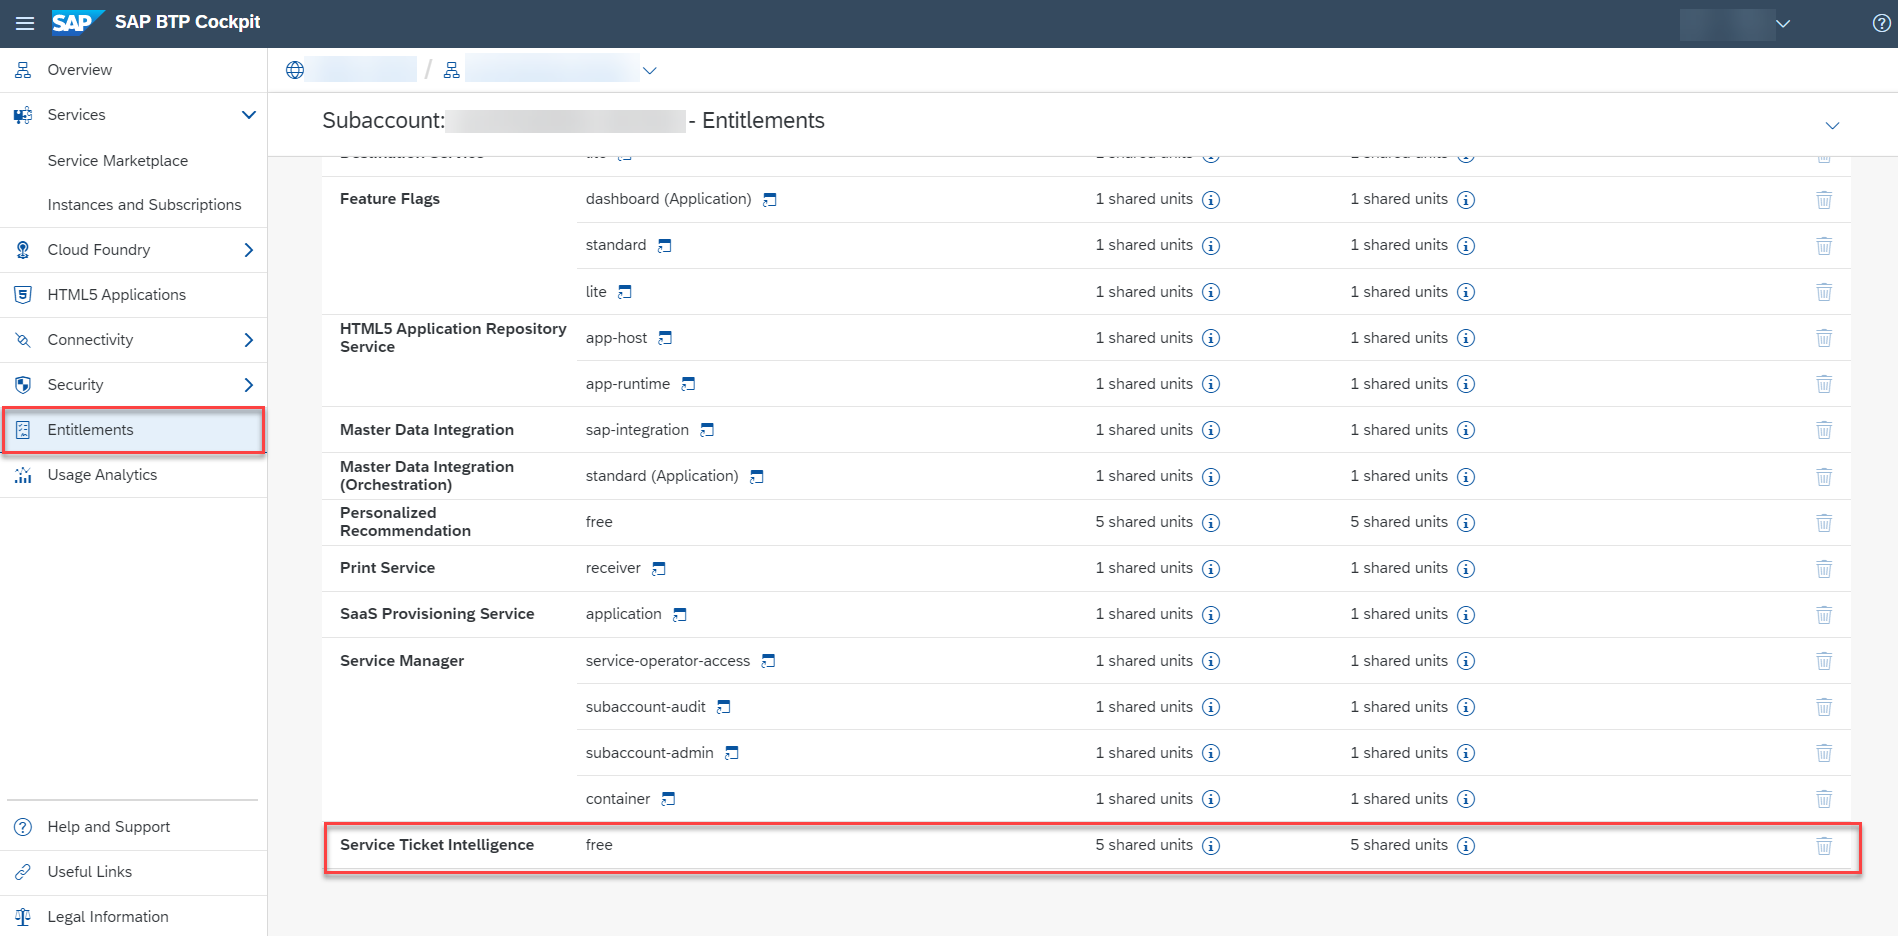 SAP SAP BTP Cockpit
Overview
Services
Service Marketplace
Instances and Subscriptions
Cloud Foundry
HTML5 Applications
Connectivity
Security
Entitlements
Usage Analytics
Help and Support
Useful Links
Legal Information
/
Subaccount: - Entitlements
Feature Flags dashboard (Application) 1 shared units 1 shared units
standard 1 shared units 1 shared units
lite 1 shared units 1 shared units
HTML5 Application Repository
Service app-host 1 shared units 1 shared units
app-runtime 1 shared units 1 shared units
Master Data Integration sap-integration 1 shared units 1 shared units
Master Data Integration
(Orchestration) standard (Application) 1 shared units 1 shared units
Personalized
Recommendation free 5 shared units 5 shared units
Print Service receiver 1 shared units 1 shared units
SaaS Provisioning Service application 1 shared units 1 shared units
Service Manager service-operator-access 1 shared units 1 shared units
subaccount-audit 1 shared units 1 shared units
subaccount-admin 1 shared units 1 shared units
container 1 shared units 1 shared units
Service Ticket Intelligence free 5 shared units 5 shared units